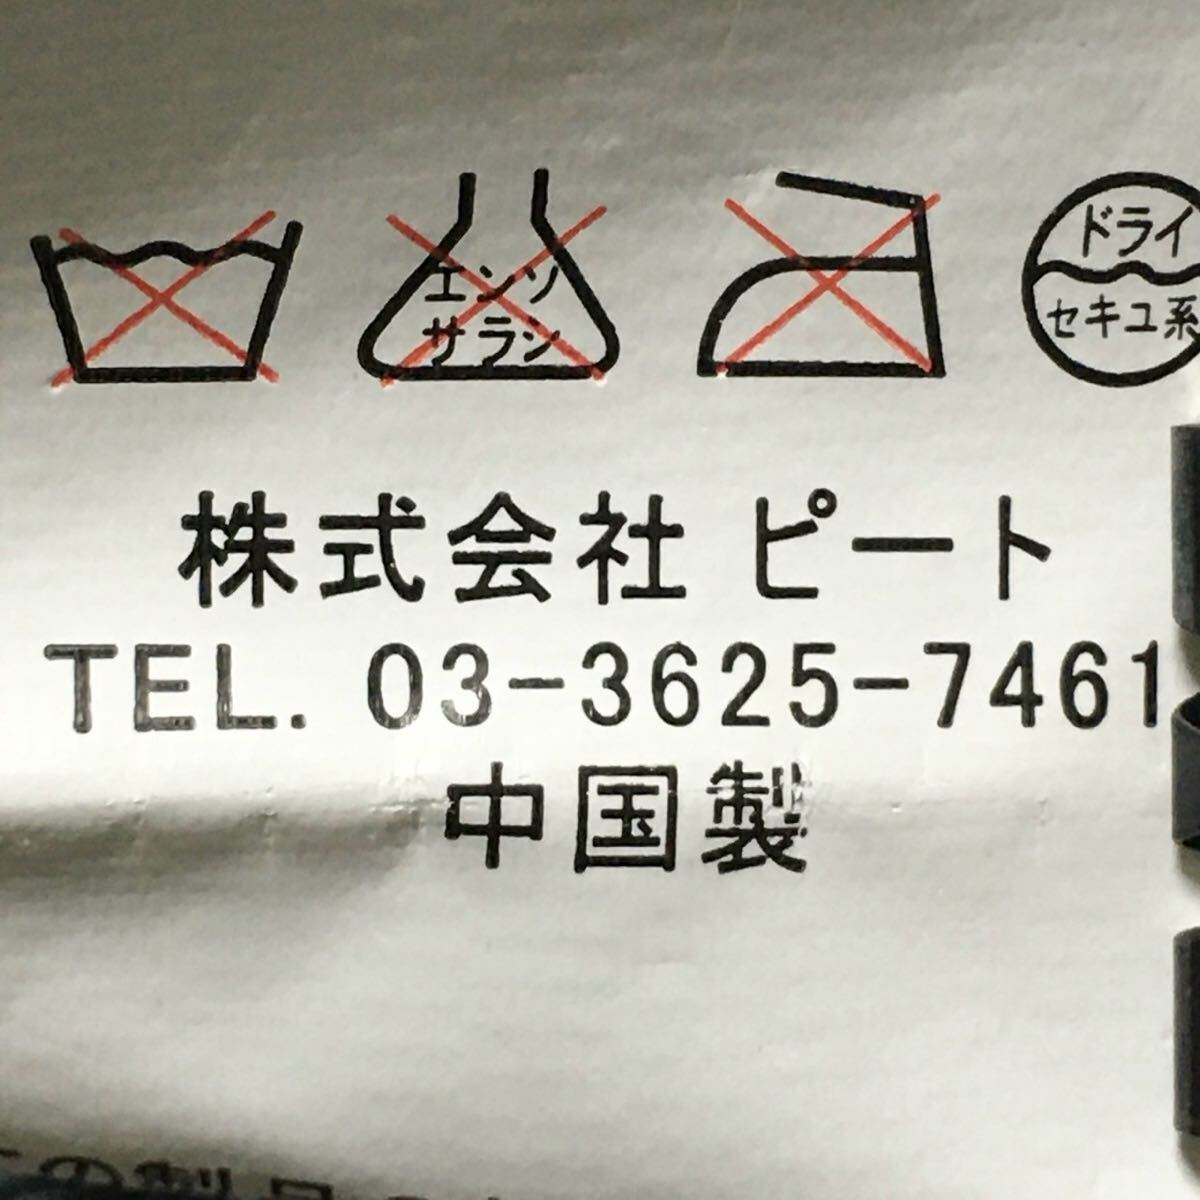 エンソ
サラシ
ドライ
セキユ系
株式会社 ピート
TEL. 03-3625-7461
中国製